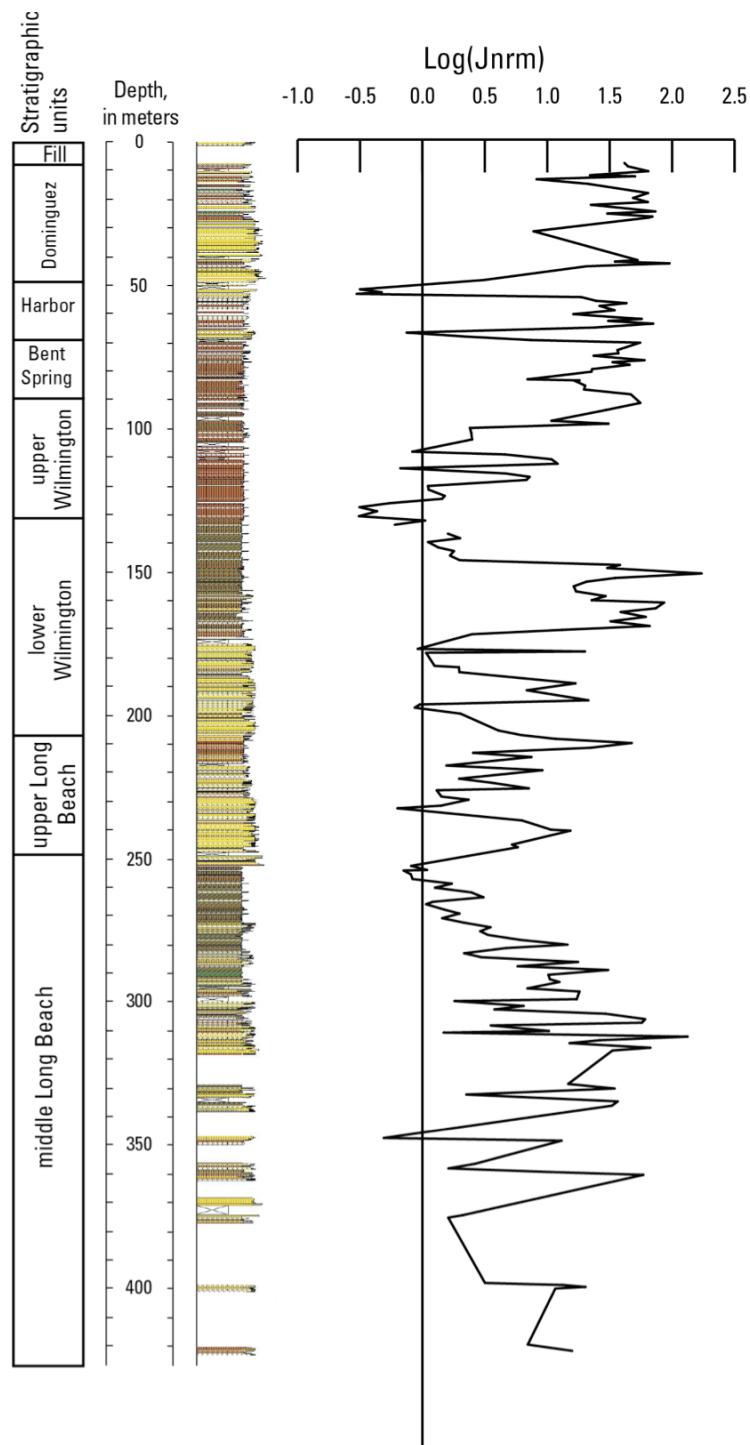 Stratigraphic
units
Depth,
in meters
Log(Jnrm)
-1.0 -0.5 0.0 0.5 1.0 1.5 2.0 2.5
0
50
100
150
200
250
300
350
400
Fill
Dominguez
Harbor
Bent
Spring
upper
Wilmington
lower
Wilmington
upper Long
Beach
middle Long Beach